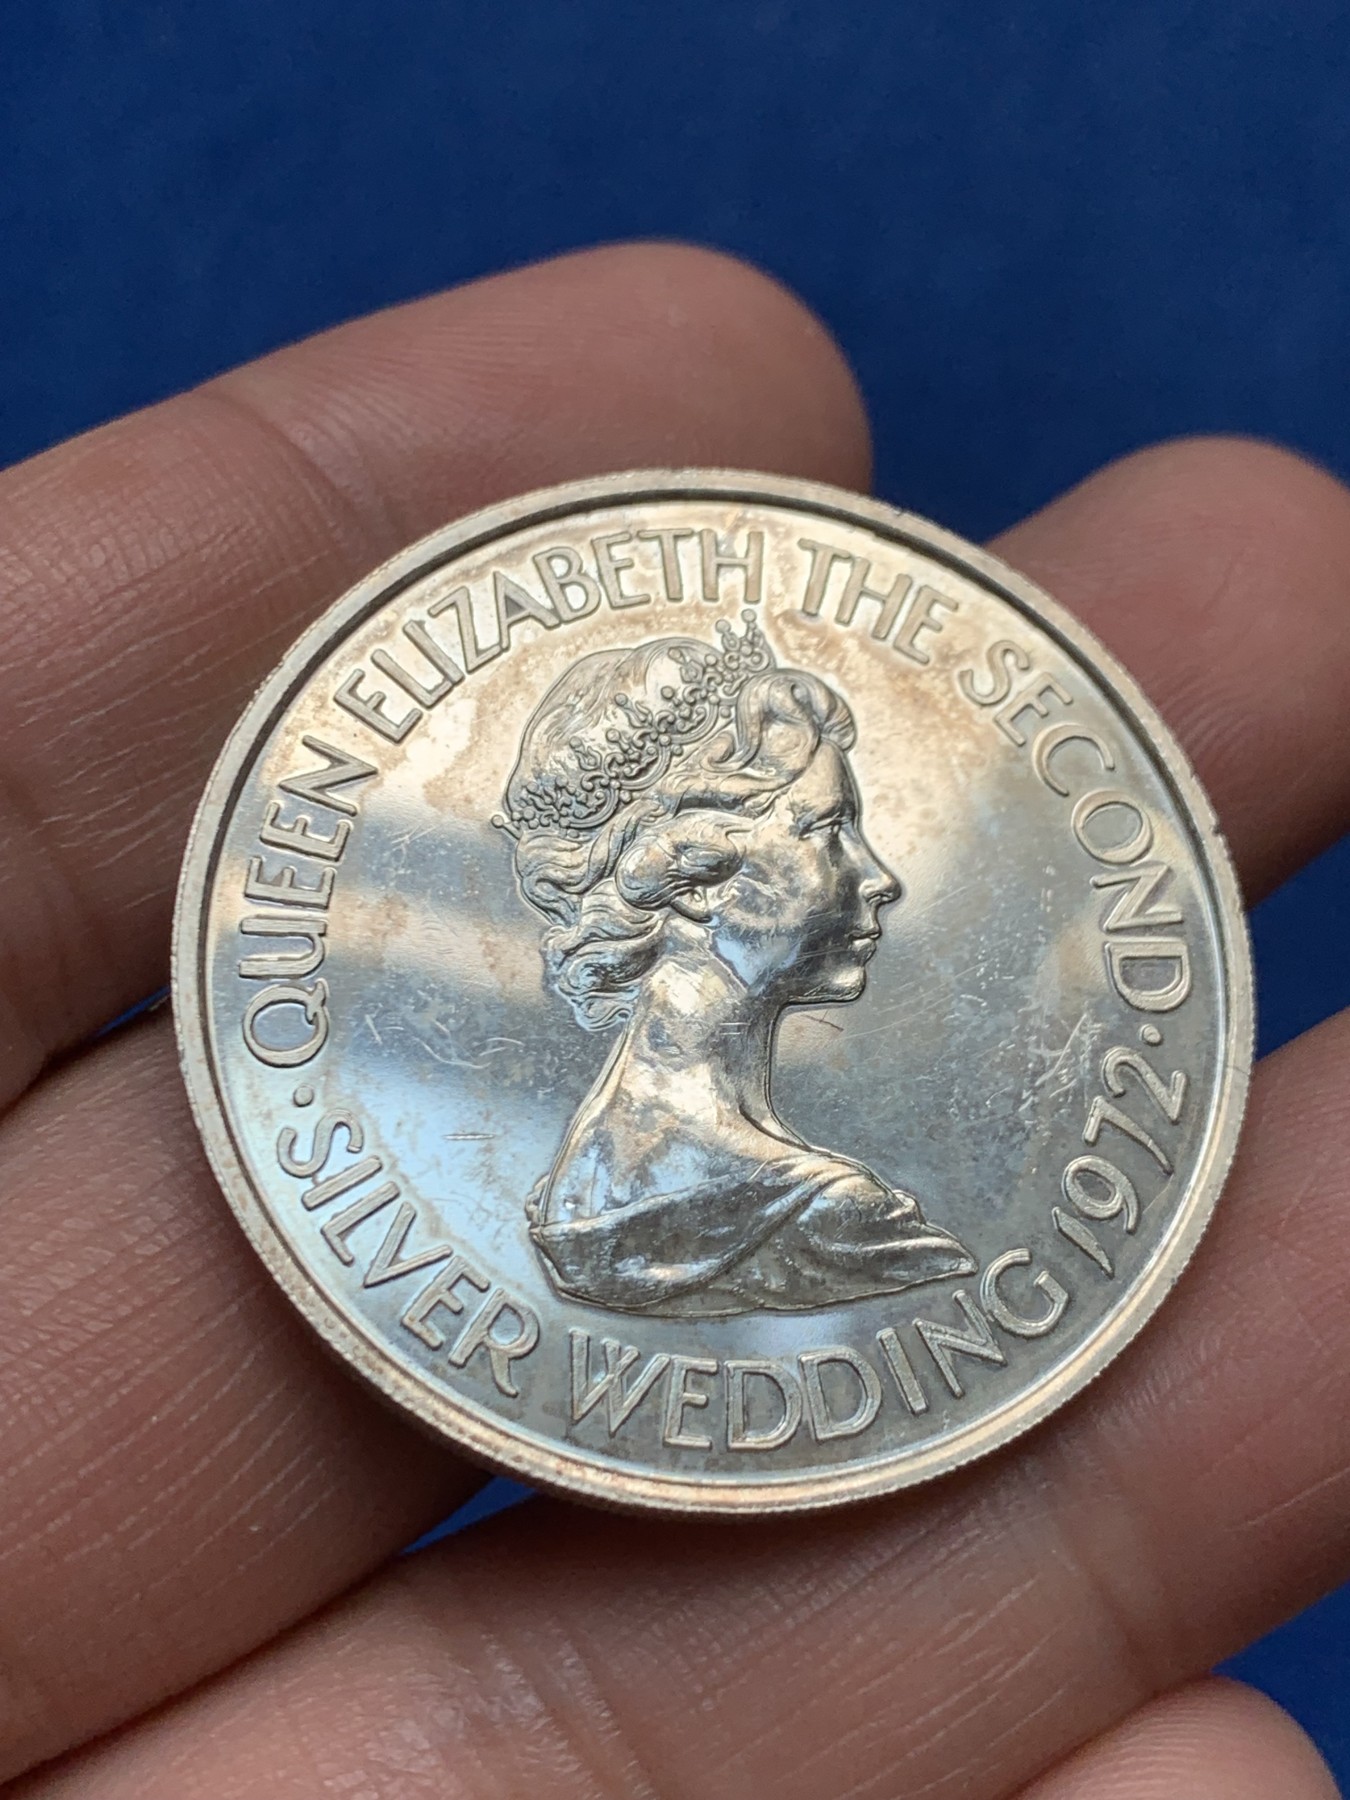 ·QUEEN ELIZABETH THE SECOND·
SILVER WEDDING 1972